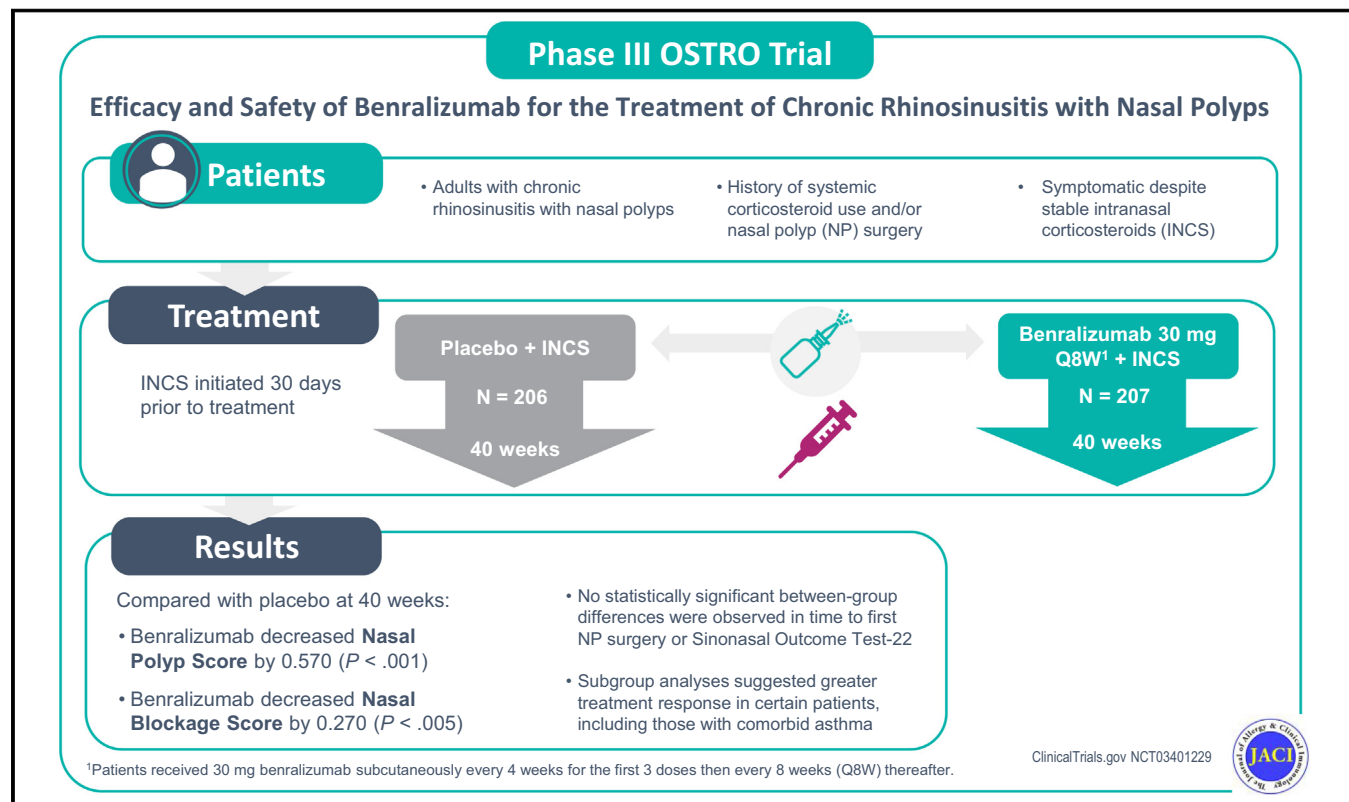 Phase III OSTRO Trial
Efficacy and Safety of Benralizumab for the Treatment of Chronic Rhinosinusitis with Nasal Polyps
Patients
• Adults with chronic
rhinosinusitis with nasal polyps
• History of systemic
corticosteroid use and/or
nasal polyp (NP) surgery
• Symptomatic despite
stable intranasal
corticosteroids (INCS)
Treatment
INCS initiated 30 days
prior to treatment
Placebo + INCS
N = 206
40 weeks
Benralizumab 30 mg
Q8W¹ + INCS
N = 207
40 weeks
Results
Compared with placebo at 40 weeks:
• Benralizumab decreased Nasal
Polyp Score by 0.570 (P < .001)
• Benralizumab decreased Nasal
Blockage Score by 0.270 (P < .005)
• No statistically significant between-group
differences were observed in time to first
NP surgery or Sinonasal Outcome Test-22
• Subgroup analyses suggested greater
treatment response in certain patients,
including those with comorbid asthma
¹Patients received 30 mg benralizumab subcutaneously every 4 weeks for the first 3 doses then every 8 weeks (Q8W) thereafter.
ClinicalTrials.gov NCT03401229
The Journal of Allergy & Clinical Immunology
JACI